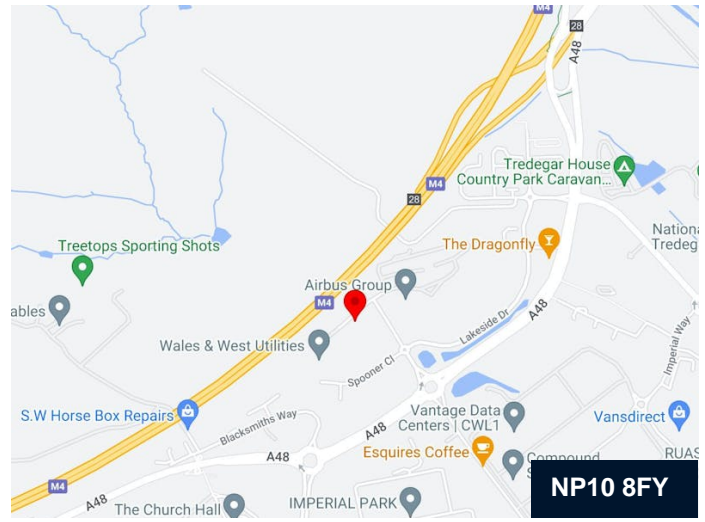 M4
28
A48
Tredegar House
Country Park Caravan...
M4
28
Nationa
Tredeg
The Dragonfly
Treetops Sporting Shots
Airbus Group
ables
M4
Lakeside Dr
A48
Imperial Way
Wales & West Utilities
Spooner Cl
S.W Horse Box Repairs
Blacksmiths Way
Vantage Data
Centers | CWL1
Vansdirect
A48
A48
Esquires Coffee
Compound
S
RUAS
M4
A48
The Church Hall
IMPERIAL PARK
NP10 8FY